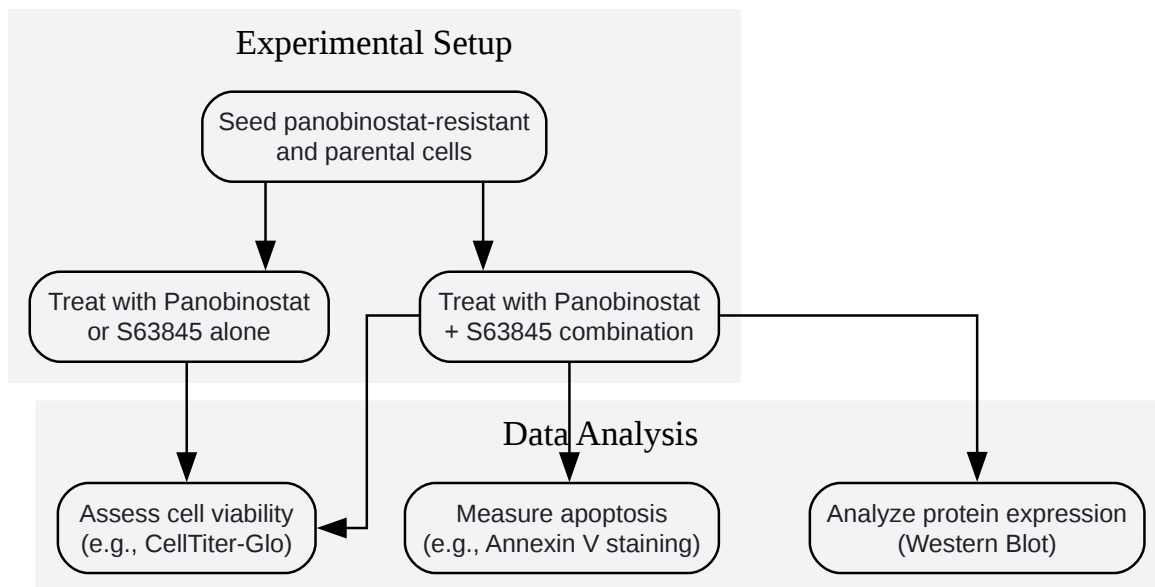 Experimental Setup
Seed panobinostat-resistant
and parental cells
Treat with Panobinostat
or S63845 alone
Treat with Panobinostat
+ S63845 combination
Data Analysis
Assess cell viability
(e.g., CellTiter-Glo)
Measure apoptosis
(e.g., Annexin V staining)
Analyze protein expression
(Western Blot)